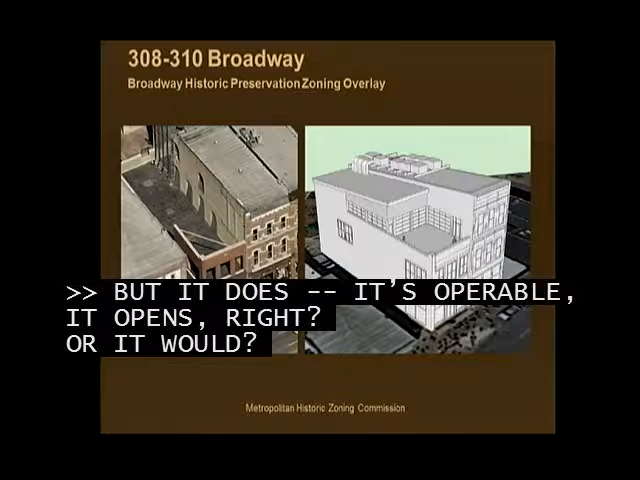 308-310 Broadway
Broadway Historic Preservation Zoning Overlay
>> BUT IT DOES -- IT'S OPERABLE,
IT OPENS, RIGHT?
OR IT WOULD?
Metropolitan Historic Zoning Commission